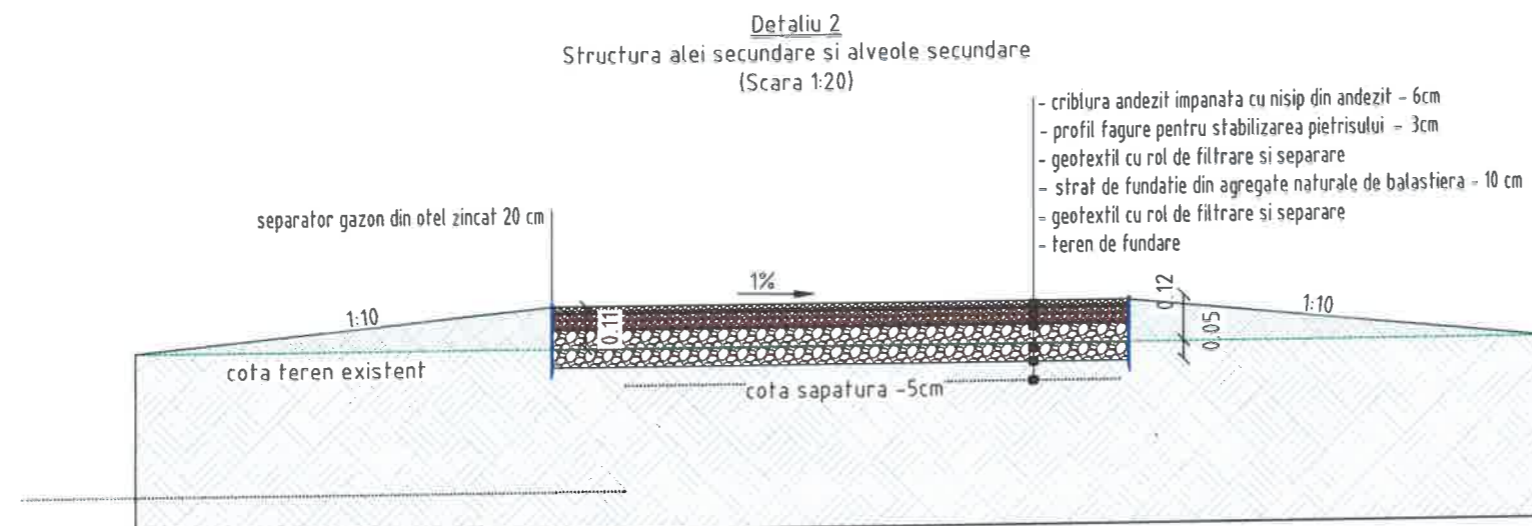 Detaliu 2
Structura alei secundare și alveole secundare
(Scara 1:20)
- criblura andezit impanata cu nisip din andezit - 6cm
- profil fagure pentru stabilizarea pietrisului - 3cm
- geotextil cu rol de filtrare si separare
- strat de fundatie din agregate naturale de balastiera - 10 cm
- geotextil cu rol de filtrare si separare
- teren de fundare
separator gazon din otel zincat 20 cm
1%
1:10
0.11
0.12
0.05
1:10
cota teren existent
cota sapatura -5cm